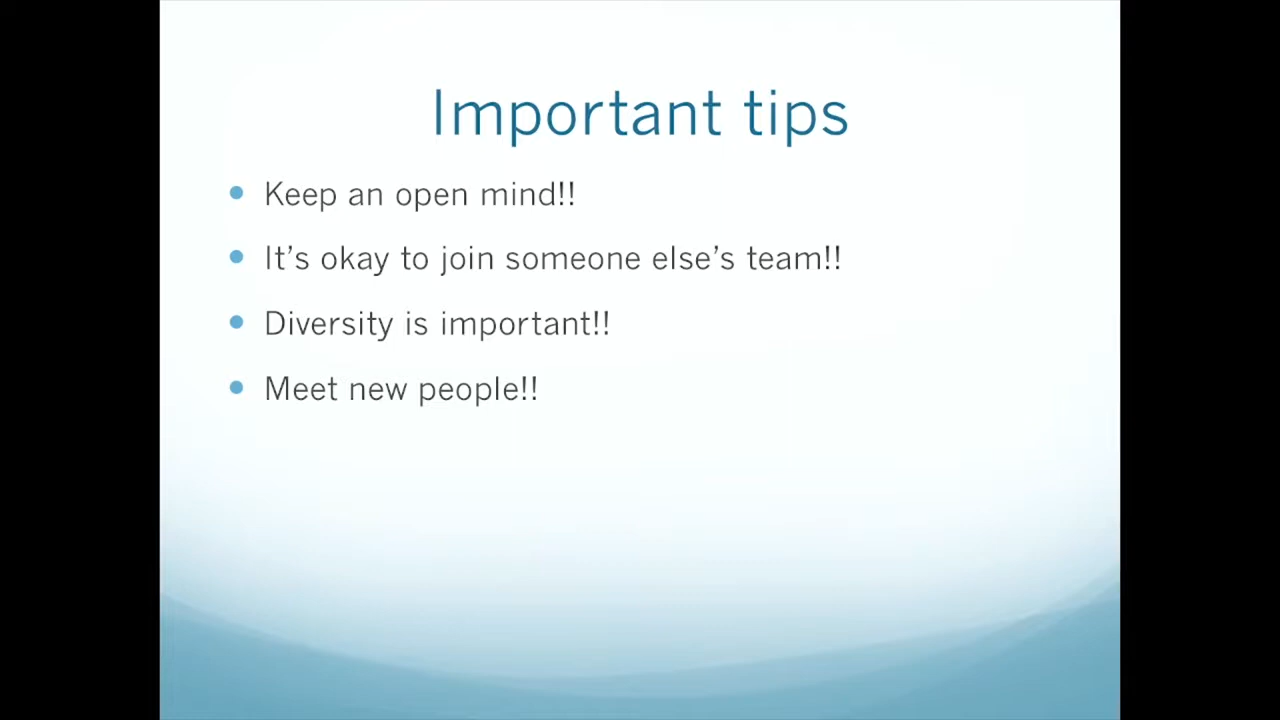 Important tips
Keep an open mind!!
It’s okay to join someone else’s team!!
Diversity is important!!
Meet new people!!